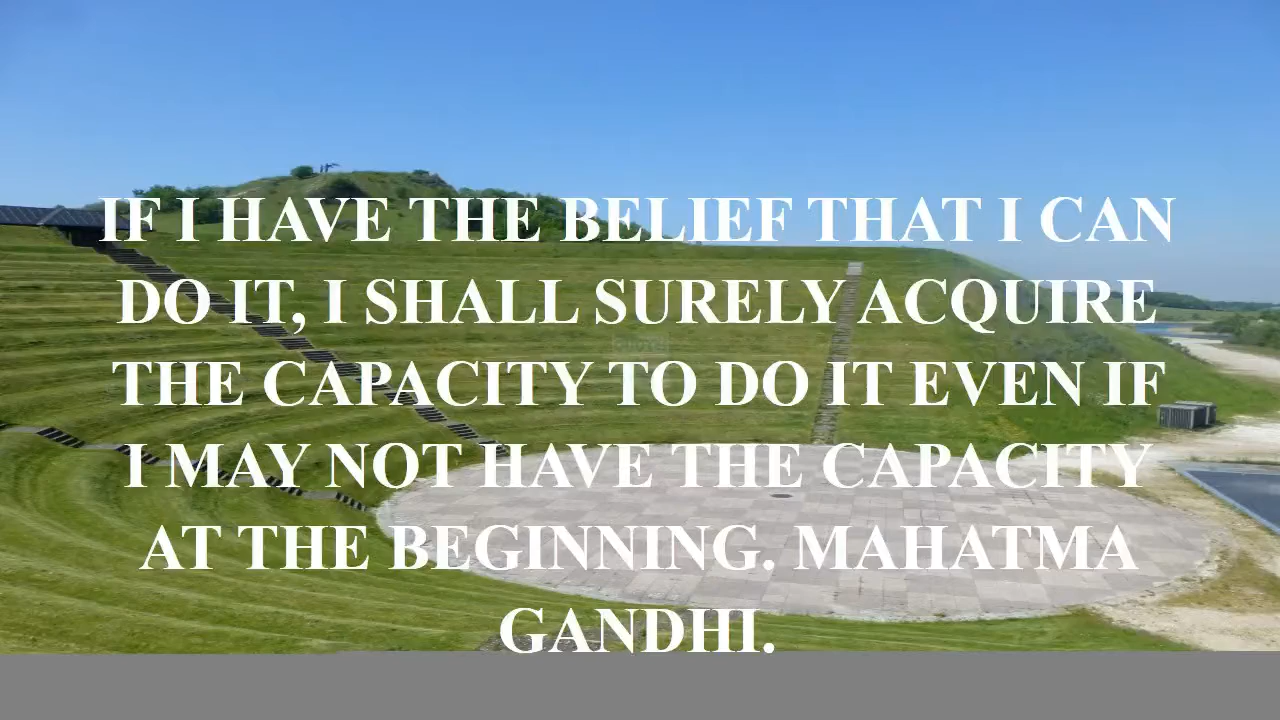 IF I HAVE THE BELIEF THAT I CAN
DO IT, I SHALL SURELY ACQUIRE
THE CAPACITY TO DO IT EVEN IF
I MAY NOT HAVE THE CAPACITY
AT THE BEGINNING. MAHATMA
GANDHI.